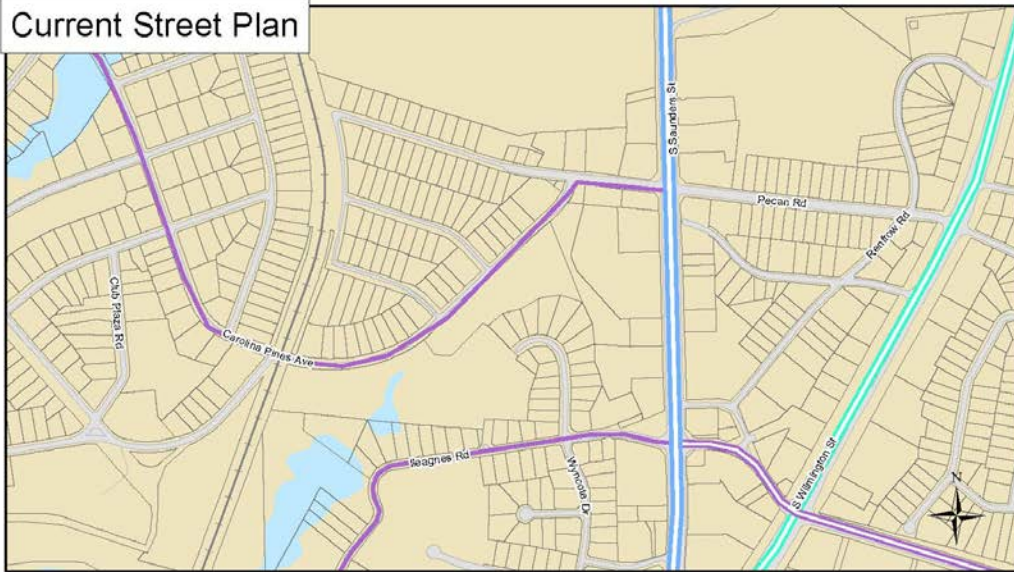 Current Street Plan
S Saunders St
Pecan Rd
Renfrow Rd
Club Plaza Rd
Carolina Pines Ave
Ileagnes Rd
Wyncote Dr
S Wilmington St
N